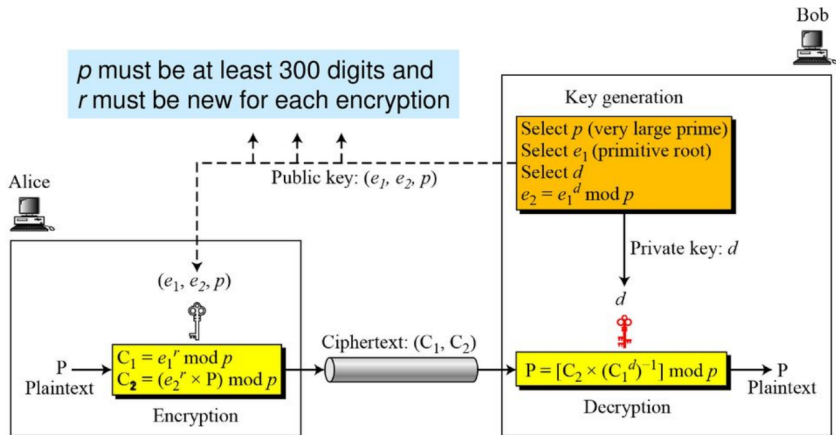 Bob
p must be at least 300 digits and
r must be new for each encryption
Key generation
Select p (very large prime)
Select e₁ (primitive root)
Select d
e₂ = e₁ᵈ mod p
Alice
Public key: (e₁, e₂, p)
Private key: d
(e₁, e₂, p)
d
P
Plaintext
C₁ = e₁ʳ mod p
C₂ = (e₂ʳ × P) mod p
Encryption
Ciphertext: (C₁, C₂)
P = [C₂ × (C₁ᵈ)⁻¹] mod p
Decryption
P
Plaintext